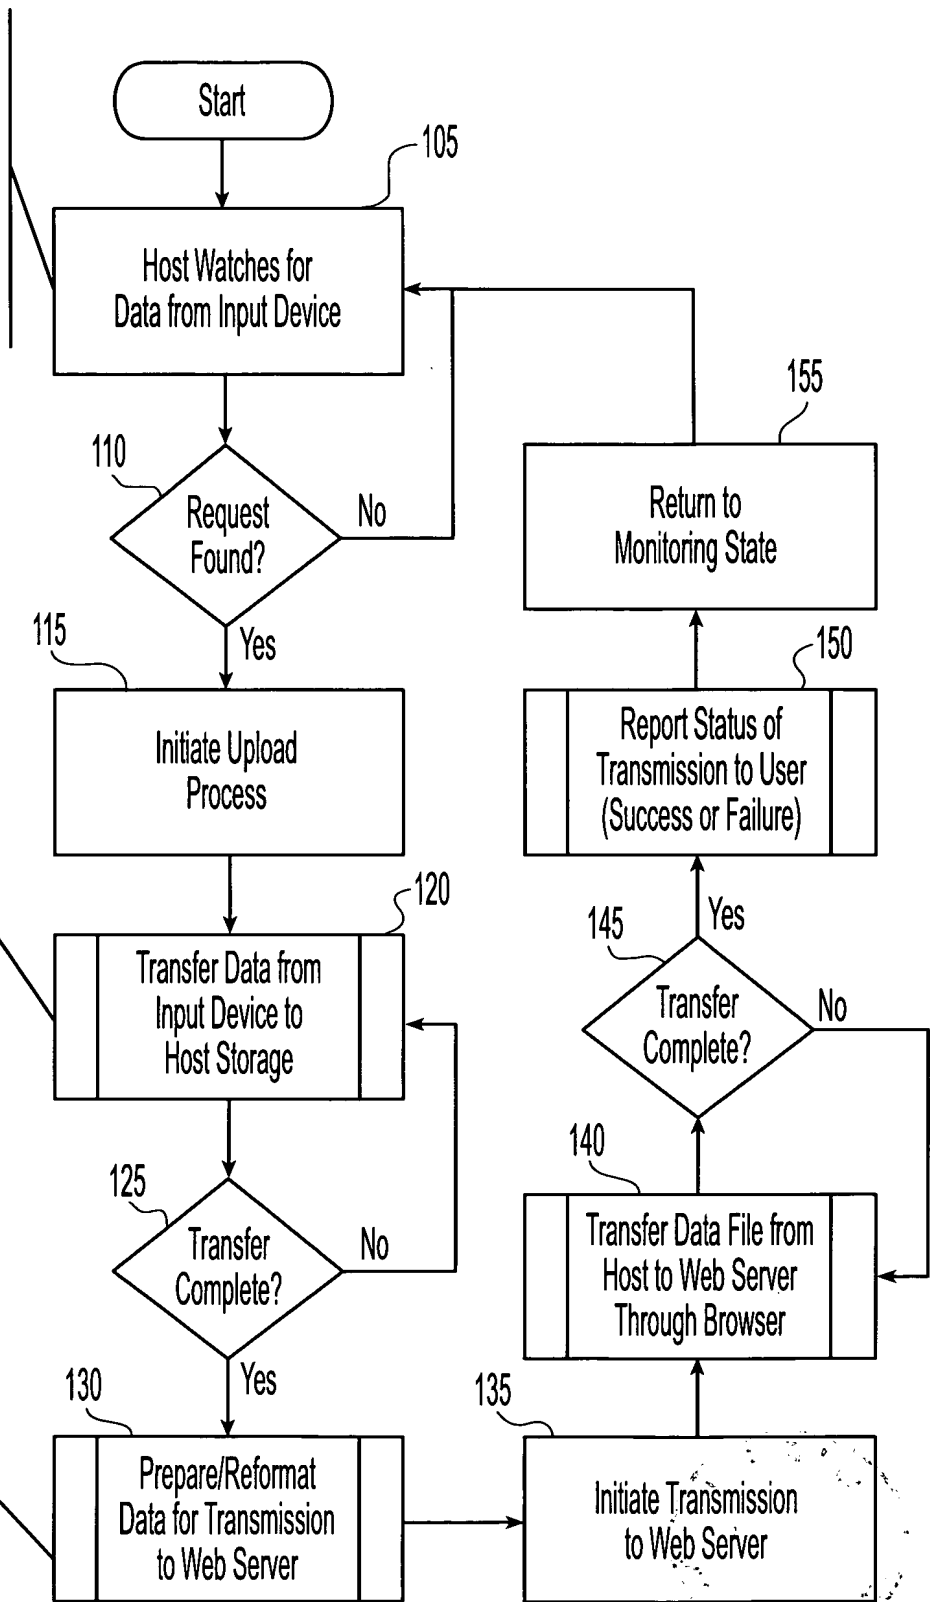 Start
105
Host Watches for
Data from Input Device
110
Request
Found?
No
Yes
115
Initiate Upload
Process
120
Transfer Data from
Input Device to
Host Storage
125
Transfer
Complete?
No
Yes
130
Prepare/Reformat
Data for Transmission
to Web Server
135
Initiate Transmission
to Web Server
140
Transfer Data File from
Host to Web Server
Through Browser
145
Transfer
Complete?
No
Yes
150
Report Status of
Transmission to User
(Success or Failure)
155
Return to
Monitoring State